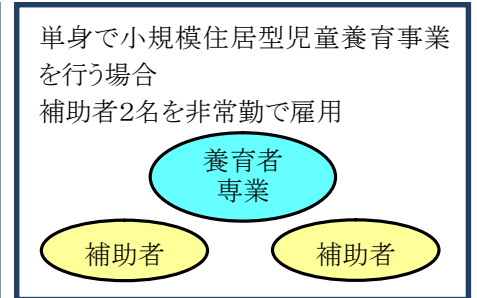 単身で小規模住居型児童養育事業
を行う場合
補助者2名を非常勤で雇用
養育者
専業
補助者
補助者